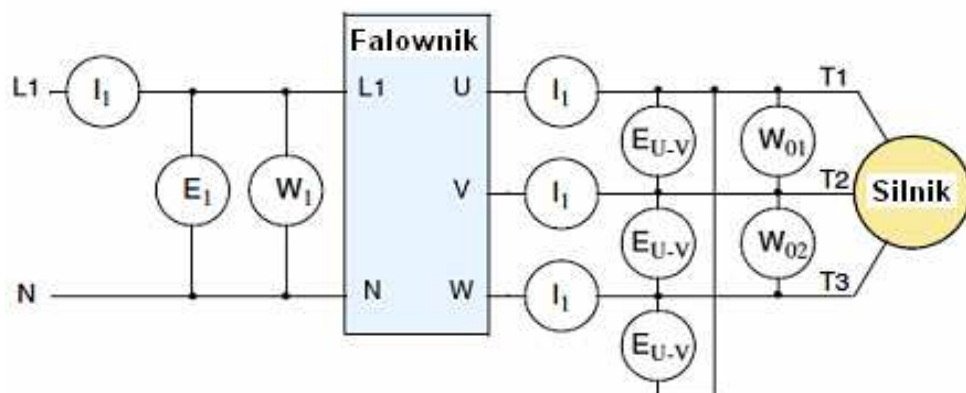 Falownik
L1 I1 L1 U I1 T1
EU-V W01
E1 W1 V I1 T2 Silnik
EU-V W02
N N W I1 T3
EU-V